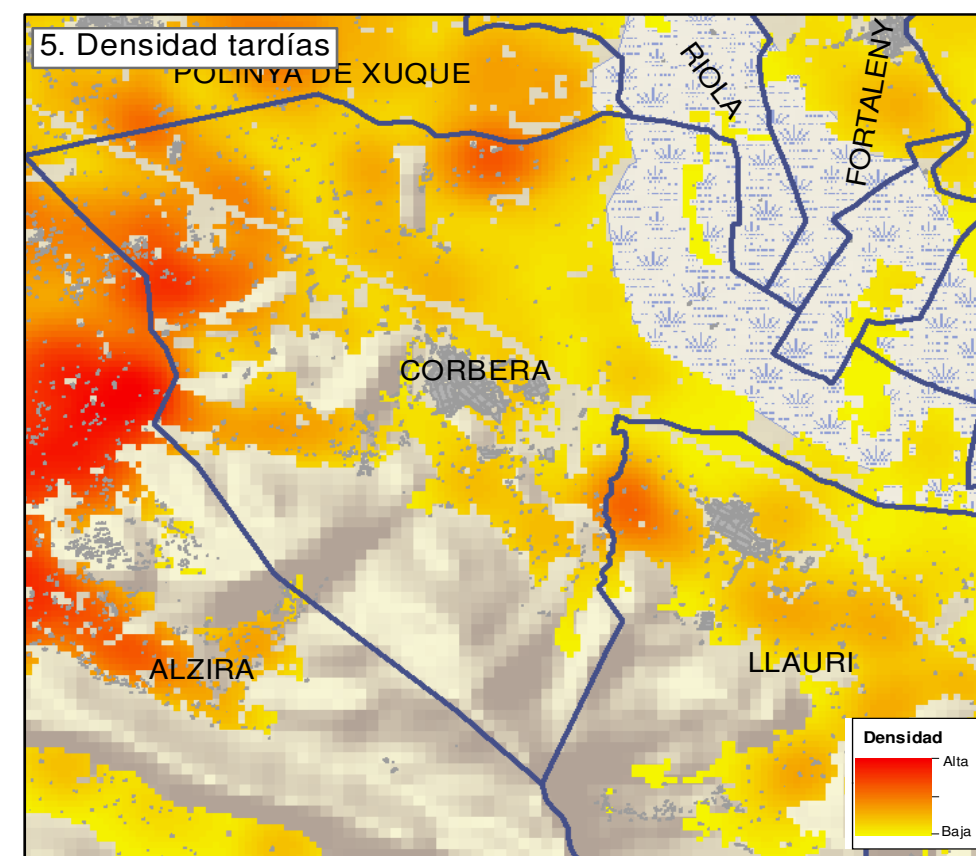 5. Densidad tardías
POLINYA DE XUQUE
RIOLA
FORTALENY
CORBERA
ALZIRA
LLAURI
Densidad
Alta
Baja